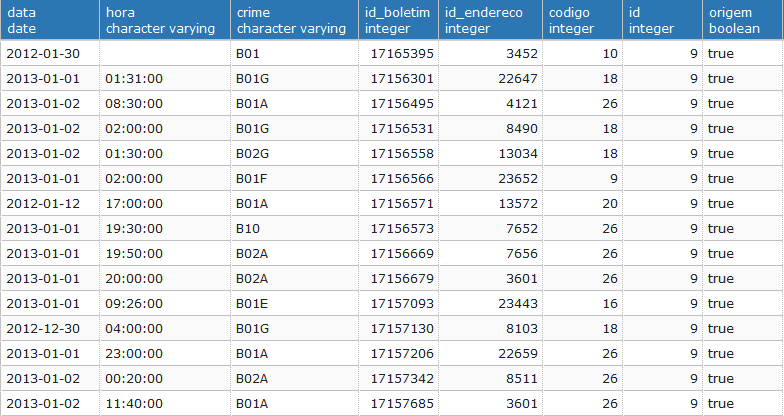 data hora crime id_boletim id_endereco codigo id origem
date character varying character varying integer integer integer integer boolean
2012-01-30 B01 17165395 3452 10 9 true
2013-01-01 01:31:00 B01G 17156301 22647 18 9 true
2013-01-02 08:30:00 B01A 17156495 4121 26 9 true
2013-01-02 02:00:00 B01G 17156531 8490 18 9 true
2013-01-02 01:30:00 B02G 17156558 13034 18 9 true
2013-01-01 02:00:00 B01F 17156566 23652 9 9 true
2012-01-12 17:00:00 B01A 17156571 13572 20 9 true
2013-01-01 19:30:00 B10 17156573 7652 26 9 true
2013-01-01 19:50:00 B02A 17156669 7656 26 9 true
2013-01-01 20:00:00 B02A 17156679 3601 26 9 true
2013-01-01 09:26:00 B01E 17157093 23443 16 9 true
2012-12-30 04:00:00 B01G 17157130 8103 18 9 true
2013-01-01 23:00:00 B01A 17157206 22659 26 9 true
2013-01-02 00:20:00 B02A 17157342 8511 26 9 true
2013-01-02 11:40:00 B01A 17157685 3601 26 9 true